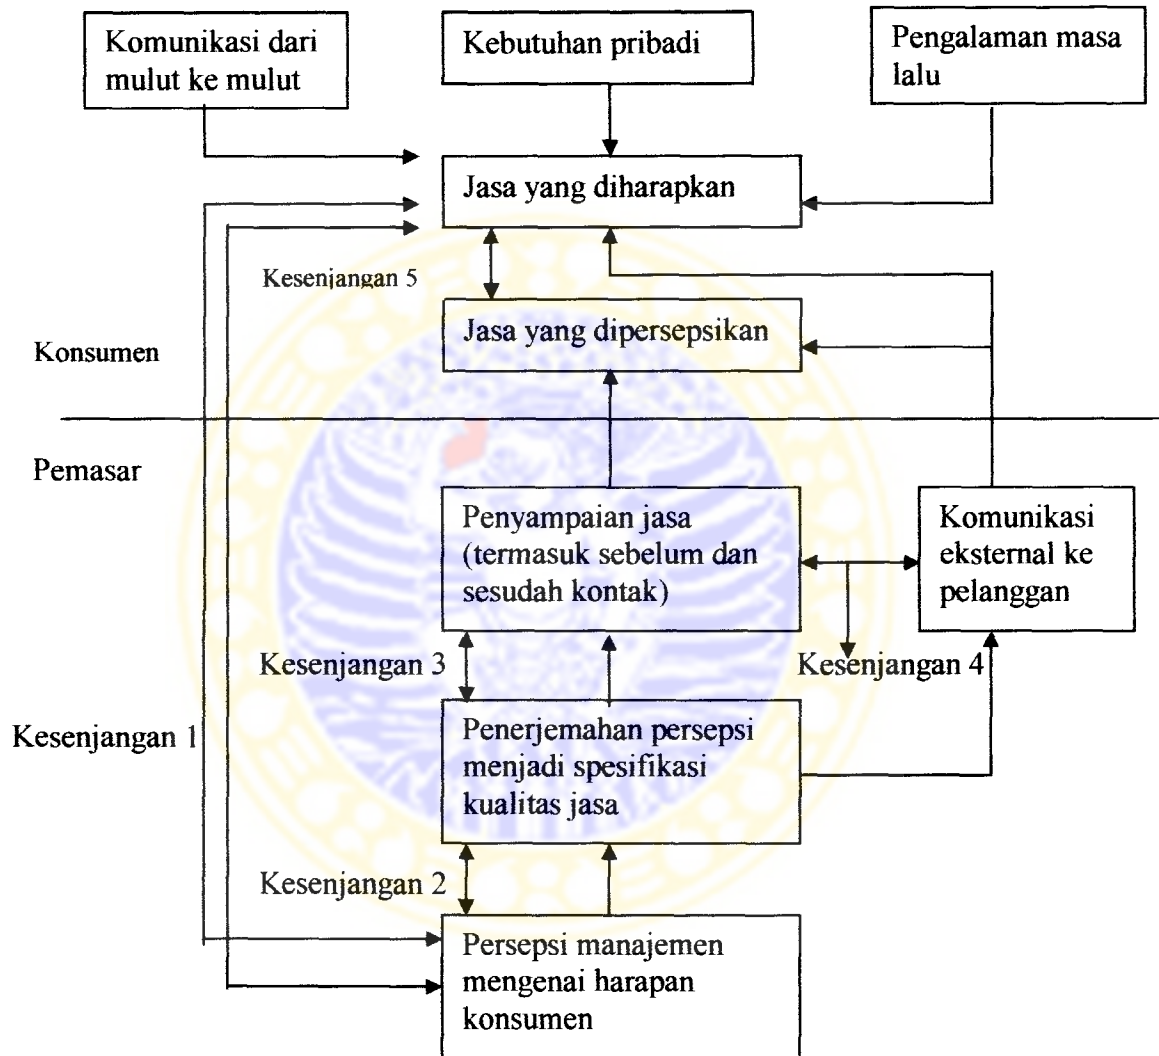 Komunikasi dari
mulut ke mulut
Kebutuhan pribadi
Pengalaman masa
lalu
Jasa yang diharapkan
Kesenjangan 5
Jasa yang dipersepsikan
Konsumen
Pemasar
Penyampaian jasa
(termasuk sebelum dan
sesudah kontak)
Komunikasi
eksternal ke
pelanggan
Kesenjangan 3
Kesenjangan 4
Kesenjangan 1
Penerjemahan persepsi
menjadi spesifikasi
kualitas jasa
Kesenjangan 2
Persepsi manajemen
mengenai harapan
konsumen